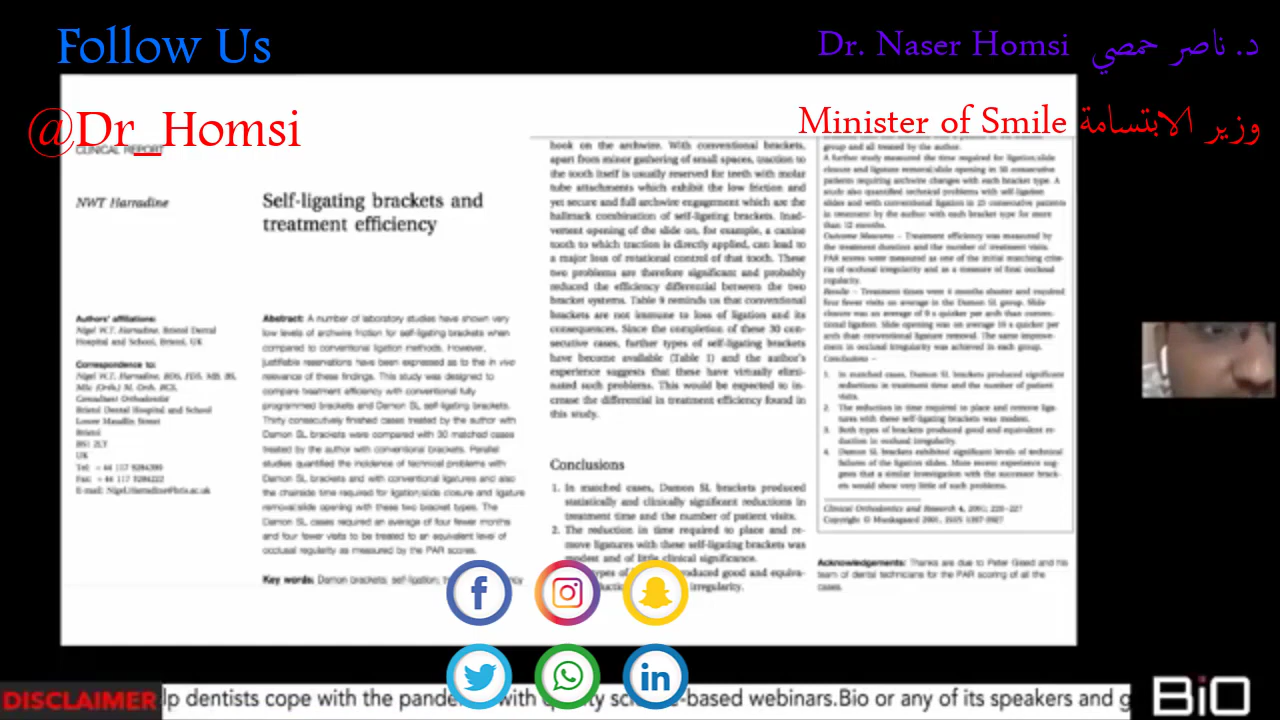 Follow Us
@Dr_Homsi
Dr. Naser Homsi د. ناصر حمصي
Minister of Smile وزير الابتسامة
CLINICAL REPORT
NWT Harradine
Self-ligating brackets and
treatment efficiency
Authors' affiliations:
Nigel W.T. Harradine, Bristol Dental
Hospital and School, Bristol, UK
Correspondence to:
Nigel W.T. Harradine, BDS, FDS, MB, BS,
MSc (Orth.) M. Orth. RCS,
Consultant Orthodontist
Bristol Dental Hospital and School
Lower Maudlin Street
Bristol
BS1 2LY
UK
Tel: +44 117 9284399
Fax: +44 117 9284222
Abstract: A number of laboratory studies have shown very
low levels of archwire friction for self-ligating brackets when
compared to conventional ligation methods. However,
justifiable reservations have been expressed as to the in vivo
relevance of these findings. This study was designed to
compare treatment efficiency with conventional fully
programmed brackets and Damon SL self-ligating brackets.
Thirty consecutively finished cases treated by the author with
Damon SL brackets were compared with 30 matched cases
treated by the author with conventional brackets. Parallel
studies quantified the incidence of technical problems with
Damon SL brackets and with conventional ligatures and also
the chairside time required for ligation/slide closure and ligature
removal/slide opening with these two bracket types. The
Damon SL cases required an average of four fewer months
and four fewer visits to be treated to an equivalent level of
occlusal regularity as measured by the PAR scores.
Key words: Damon brackets; self-ligation;
hook on the archwire. With conventional brackets,
apart from minor gathering of small spaces, traction to
the tooth itself is usually reserved for teeth with molar
tube attachments which exhibit the low friction and
yet secure and full archwire engagement which are the
hallmark combination of self-ligating brackets. Inad-
vertent opening of the slide on, for example, a canine
tooth to which traction is directly applied, can lead to
a major loss of rotational control of that tooth. These
two problems are therefore significant and probably
reduced the efficiency differential between the two
bracket systems. Table 9 reminds us that conventional
brackets are not immune to loss of ligation and its
consequences. Since the completion of these 30 con-
secutive cases, further types of self-ligating brackets
have become available (Table 1) and the author's
experience suggests that these have virtually elimi-
nated such problems. This would be expected to in-
crease the differential in treatment efficiency found in
this study.
Conclusions
1. In matched cases, Damon SL brackets produced
statistically and clinically significant reductions in
treatment time and the number of patient visits.
2. The reduction in time required to place and re-
move ligatures with these self-ligating brackets was
modest and of little clinical significance.
types of produced good and equiva-
irregularity.
group and all treated by the author.
A further study measured the time required for ligation/slide
closure and ligature removal/slide opening in 50 consecutive
patients requiring archwire changes with each bracket type. A
study also quantified technical problems with self-ligation
slides and with conventional ligation in 25 consecutive patients
in treatment by the author with each bracket type for more
than 12 months.
Outcome Measures – Treatment efficiency was measured by
the treatment duration and the number of treatment visits.
PAR scores were measured as one of the initial matching crite-
ria of occlusal irregularity and as a measure of final occlusal
regularity.
Results – Treatment times were 4 months shorter and required
four fewer visits on average in the Damon SL group. Slide
closure was an average of 9 s quicker per arch than conven-
tional ligation. Slide opening was on average 16 s quicker per
arch than conventional ligature removal. The same improve-
ment in occlusal irregularity was achieved in each group.
Conclusions –
1. In matched cases, Damon SL brackets produced significant
reductions in treatment time and the number of patient
visits.
2. The reduction in time required to place and remove liga-
tures with these self-ligating brackets was modest.
3. Both types of brackets produced good and equivalent re-
duction in occlusal irregularity.
4. Damon SL brackets exhibited significant levels of technical
failures of the ligation slides. More recent experience sug-
gests that a similar investigation with the successor brack-
ets would show very little of such problems.
Clinical Orthodontics and Research 4, 2001; 220–227
Copyright © Munksgaard 2001. ISSN 1397-5927
Acknowledgements: Thanks are due to Peter Greed and his
team of dental technicians for the PAR scoring of all the
cases.
DISCLAIMER lp dentists cope with the pande with quality science-based webinars.Bio or any of its speakers and g
BiO